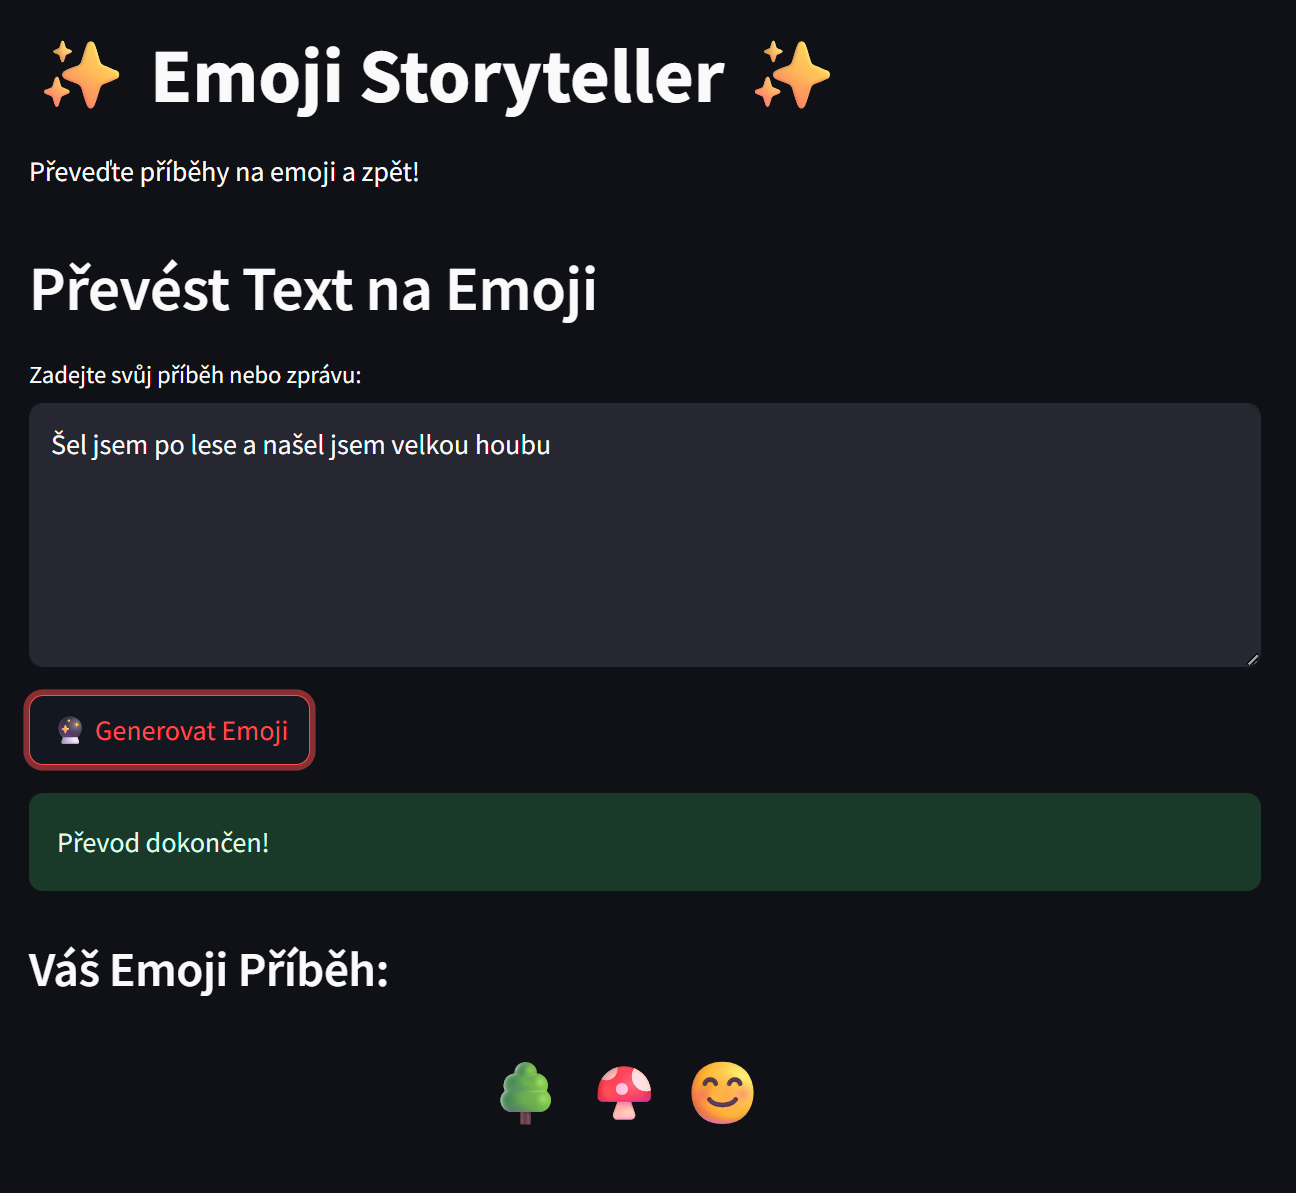 ✨ Emoji Storyteller ✨
Převeďte příběhy na emoji a zpět!
Převést Text na Emoji
Zadejte svůj příběh nebo zprávu:
Šel jsem po lese a našel jsem velkou houbu
🔮 Generovat Emoji
Převod dokončen!
Váš Emoji Příběh:
🌳 🍄 😊